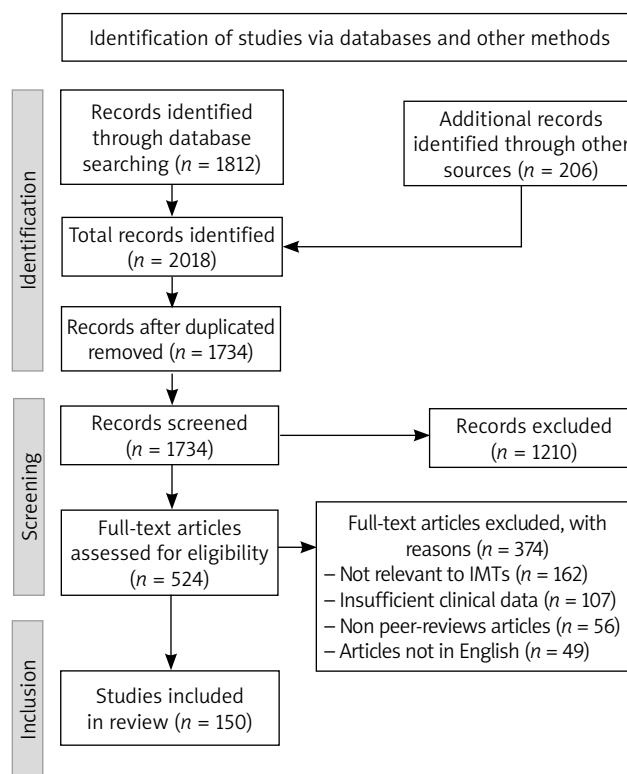 Identification of studies via databases and other methods
Identification
Records identified
through database
searching (n = 1812)
Additional records
identified through other
sources (n = 206)
Total records identified
(n = 2018)
Records after duplicated
removed (n = 1734)
Screening
Records screened
(n = 1734)
Records excluded
(n = 1210)
Full-text articles
assessed for eligibility
(n = 524)
Full-text articles excluded, with
reasons (n = 374)
– Not relevant to IMTs (n = 162)
– Insufficient clinical data (n = 107)
– Non peer-reviews articles (n = 56)
– Articles not in English (n = 49)
Inclusion
Studies included
in review (n = 150)